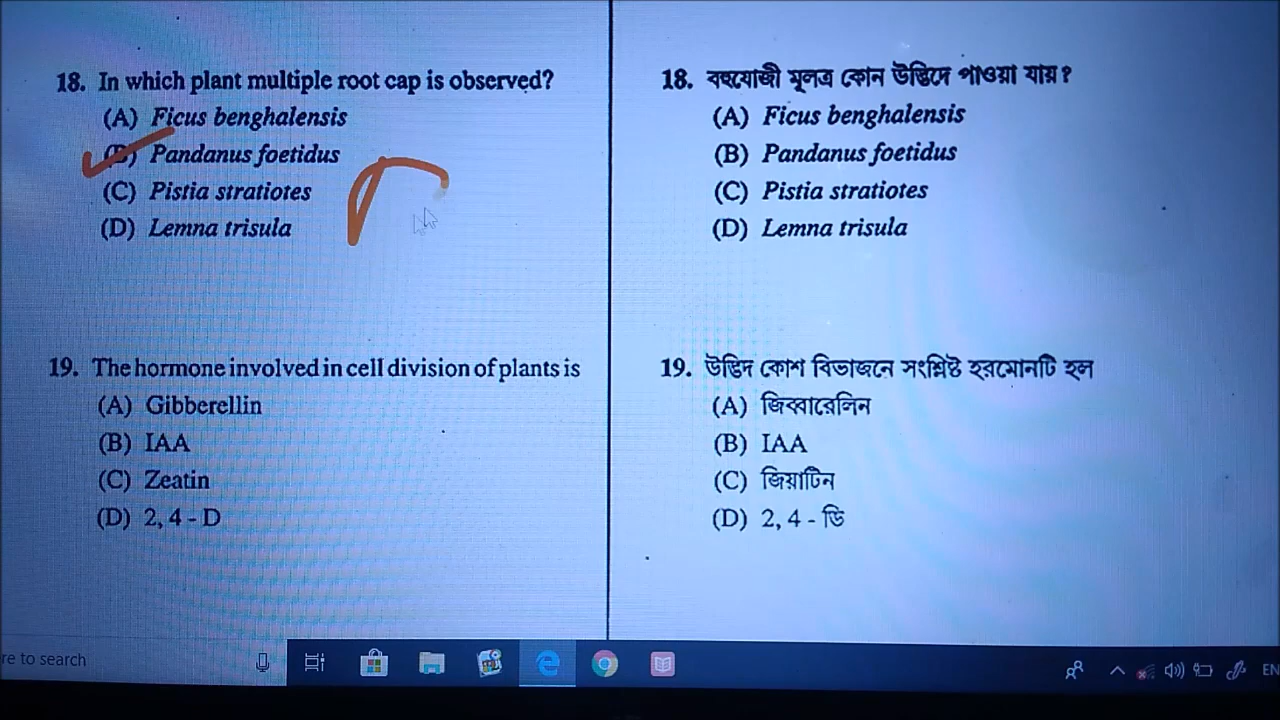 18. In which plant multiple root cap is observed?
(A) Ficus benghalensis
(B) Pandanus foetidus
(C) Pistia stratiotes
(D) Lemna trisula
19. The hormone involved in cell division of plants is
(A) Gibberellin
(B) IAA
(C) Zeatin
(D) 2, 4 - D
18. বহুযোজী মূলত্র কোন উদ্ভিদে পাওয়া যায় ?
(A) Ficus benghalensis
(B) Pandanus foetidus
(C) Pistia stratiotes
(D) Lemna trisula
19. উদ্ভিদ কোশ বিভাজনে সংশ্লিষ্ট হরমোনটি হল
(A) জিব্বারেলিন
(B) IAA
(C) জিয়াটিন
(D) 2, 4 - ডি
re to search
EN